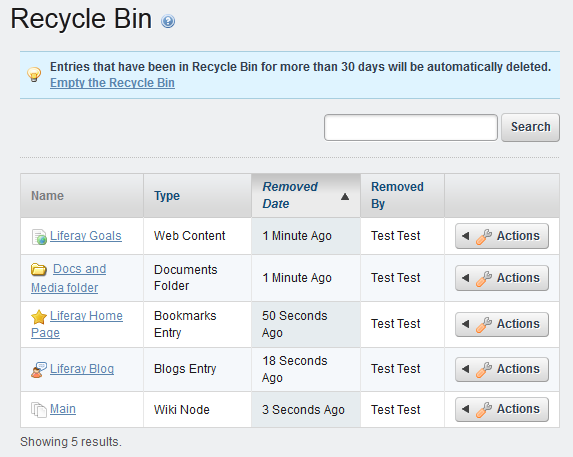 Recycle Bin ?
Entries that have been in Recycle Bin for more than 30 days will be automatically deleted.
Empty the Recycle Bin
Search
Name Type Removed Date Removed By
Liferay Goals Web Content 1 Minute Ago Test Test Actions
Docs and Media folder Documents Folder 1 Minute Ago Test Test Actions
Liferay Home Page Bookmarks Entry 50 Seconds Ago Test Test Actions
Liferay Blog Blogs Entry 18 Seconds Ago Test Test Actions
Main Wiki Node 3 Seconds Ago Test Test Actions
Showing 5 results.